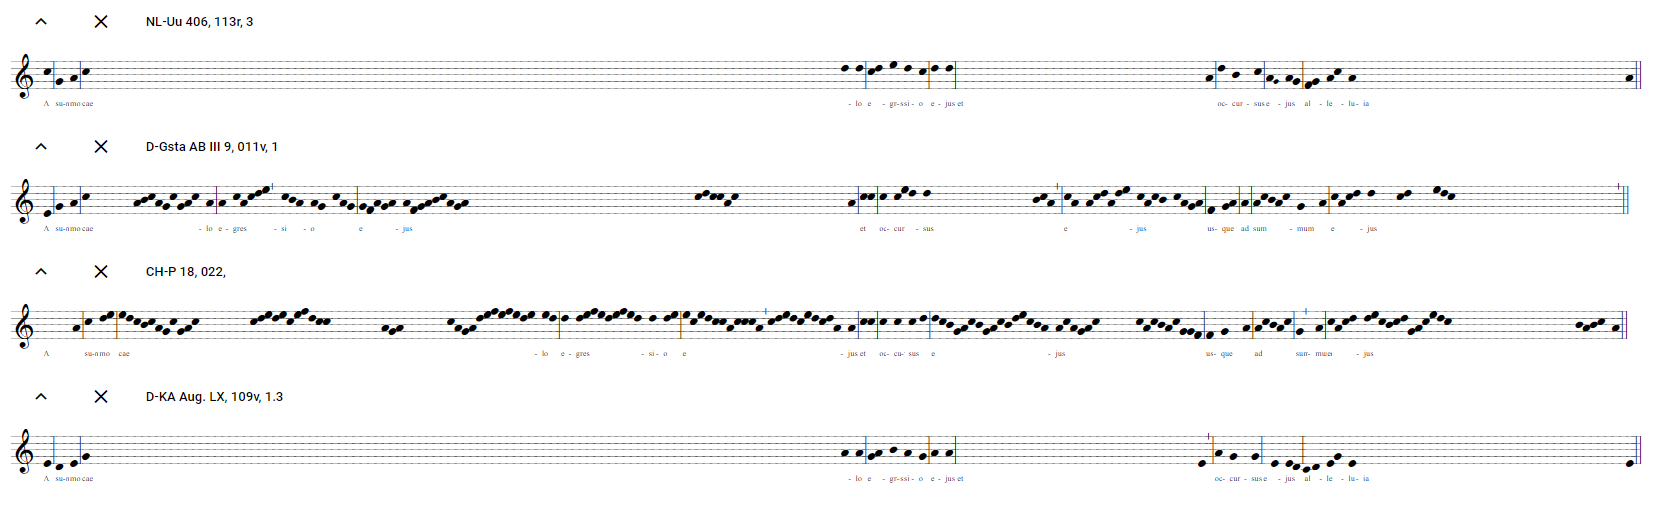 NL-Uu 406, 113r, 3
A su-nmo cae - lo e - gr-ssi - o e - jus et oc- cur - sus e - jus al - le - lu- ia
D-Gsta AB III 9, 011v, 1
A su-nmo cae - lo e - gres - si - o e - jus et oc- cur - sus e - jus us- que ad sum - mum e - jus
CH-P 18, 022,
A su-nmo cae - lo e - gres - si- o e - jus et oc- cu- sus e - jus us- que ad sum- - jus
D-KA Aug. LX, 109v, 1.3
A su-nmo cae - lo e - gr-ssi - o e - jus et oc- cur - sus e - jus al - le - lu- ia